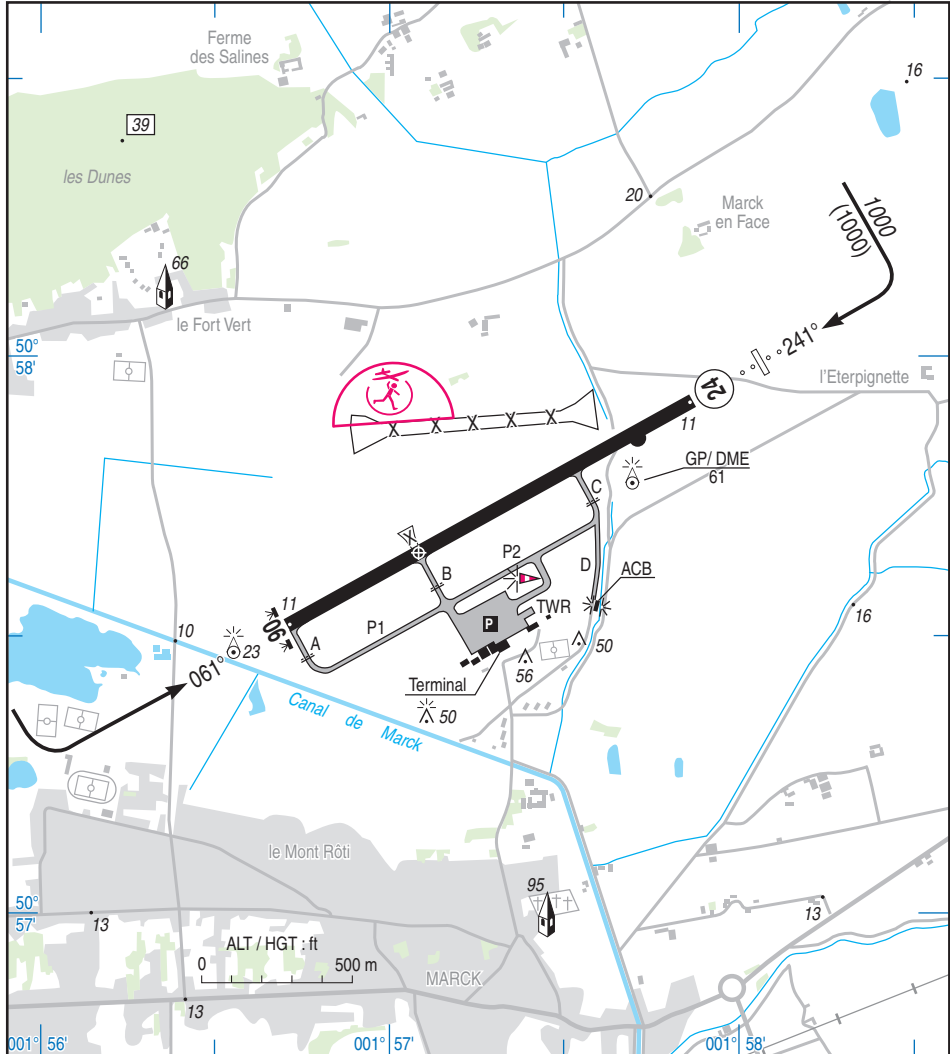 Ferme
des Salines
16
39
les Dunes
20
Marck
en Face
1000
(1000)
66
le Fort Vert
50°
58'
241°
l'Eterpignette
24
11
X X X X X
GP/ DME
61
C
X
P2
B
D
ACB
11
06
TWR
P
P1
A
10
23
061°
16
50
56
Terminal
50
Canal de Marck
le Mont Rôti
95
50°
57'
13
13
ALT / HGT : ft
0 500 m
MARCK
13
001° 56'
001° 57'
001° 58'